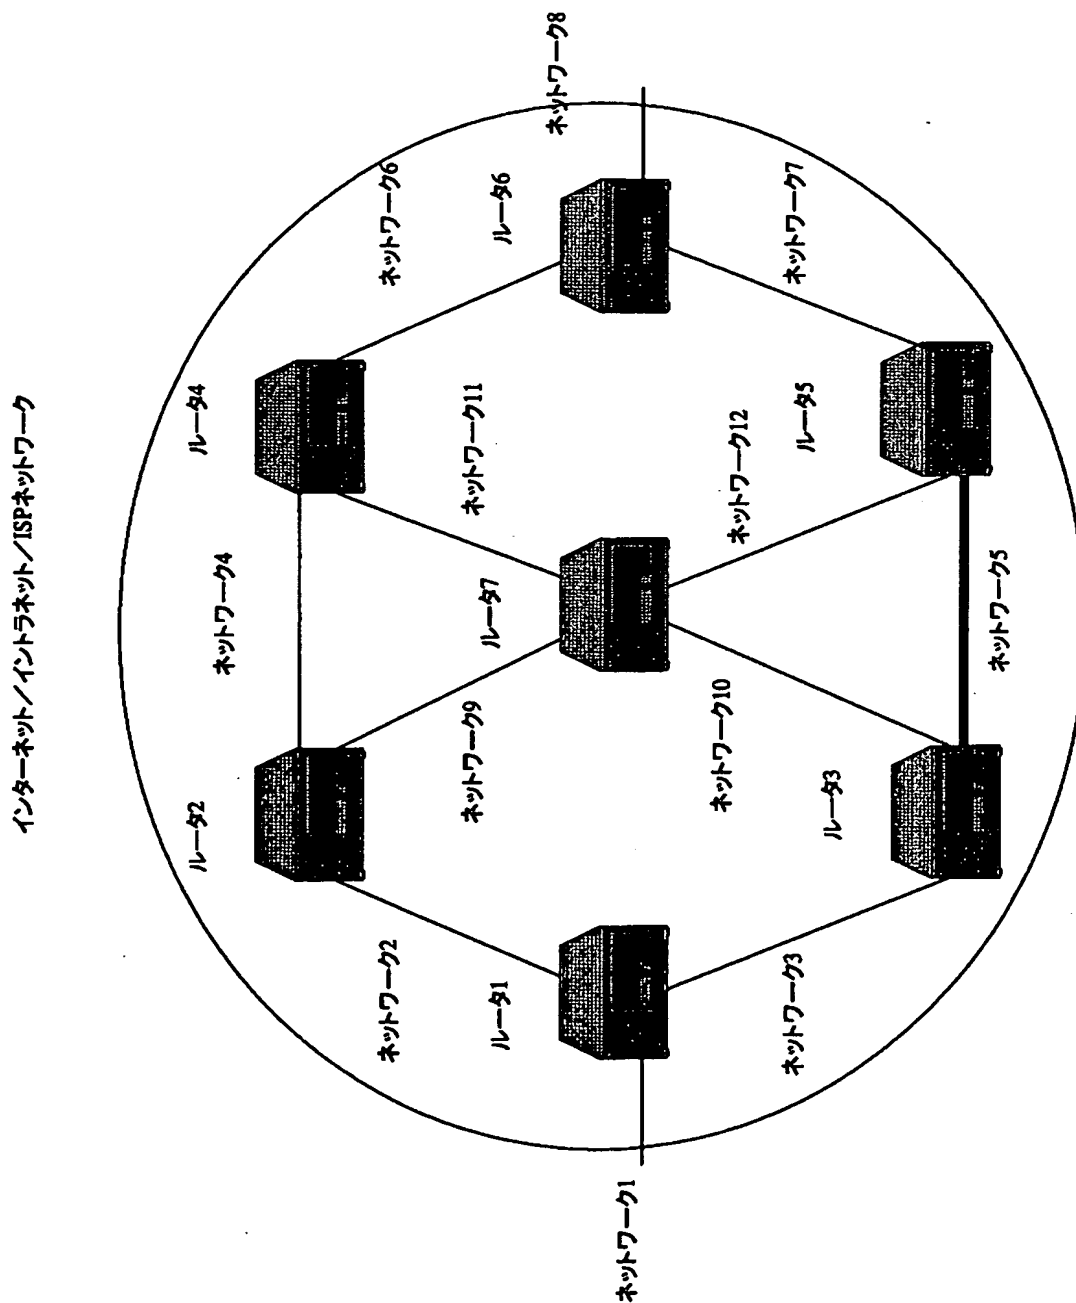 インターネット/イントラネット/ISPネットワーク
ネットワーク1
ルータ1
ネットワーク2
ネットワーク3
ルータ2
ルータ3
ネットワーク4
ネットワーク9
ルータ7
ネットワーク10
ネットワーク5
ルータ4
ネットワーク11
ネットワーク12
ルータ5
ネットワーク6
ルータ6
ネットワーク7
ネットワーク8